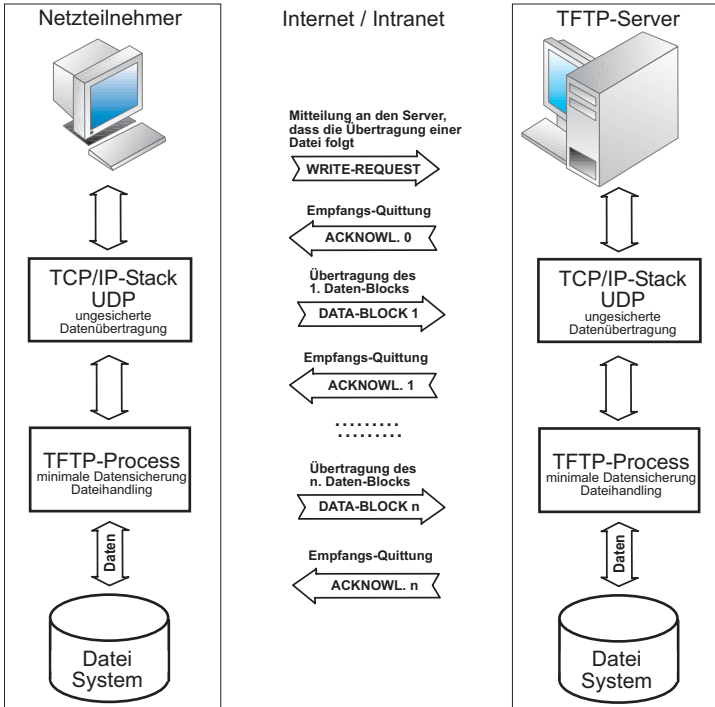 Netzteilnehmer
Internet / Intranet
TFTP-Server
Mitteilung an den Server,
dass die Übertragung einer
Datei folgt
WRITE-REQUEST
Empfangs-Quittung
ACKNOWL. 0
TCP/IP-Stack
UDP
ungesicherte
Datenübertragung
Übertragung des
1. Daten-Blocks
DATA-BLOCK 1
TCP/IP-Stack
UDP
ungesicherte
Datenübertragung
Empfangs-Quittung
ACKNOWL. 1
.........
.........
TFTP-Process
minimale Datensicherung
Dateihandling
Übertragung des
n. Daten-Blocks
DATA-BLOCK n
TFTP-Process
minimale Datensicherung
Dateihandling
Daten
Empfangs-Quittung
ACKNOWL. n
Daten
Datei
System
Datei
System